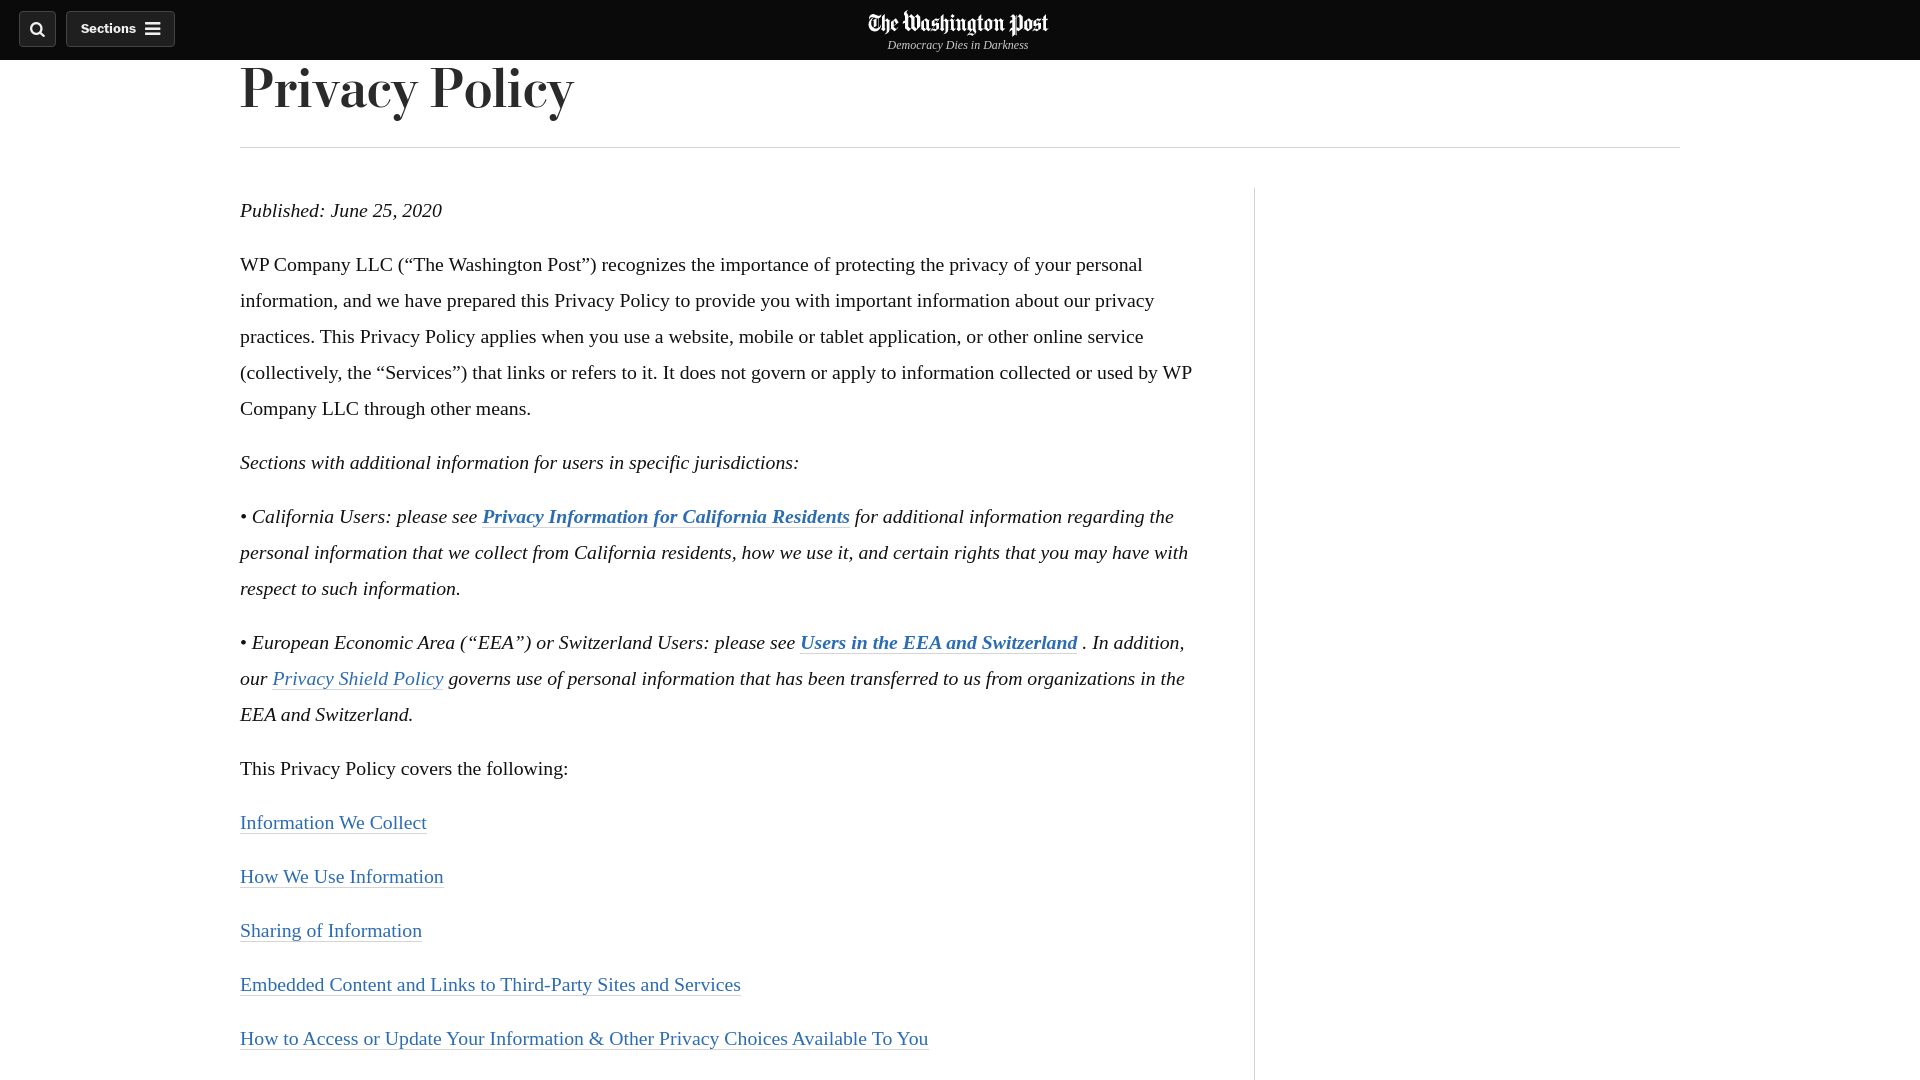 Sections
The Washington Post
Democracy Dies in Darkness
Privacy Policy
Published: June 25, 2020
WP Company LLC (“The Washington Post”) recognizes the importance of protecting the privacy of your personal
information, and we have prepared this Privacy Policy to provide you with important information about our privacy
practices. This Privacy Policy applies when you use a website, mobile or tablet application, or other online service
(collectively, the “Services”) that links or refers to it. It does not govern or apply to information collected or used by WP
Company LLC through other means.
Sections with additional information for users in specific jurisdictions:
• California Users: please see Privacy Information for California Residents for additional information regarding the
personal information that we collect from California residents, how we use it, and certain rights that you may have with
respect to such information.
• European Economic Area (“EEA”) or Switzerland Users: please see Users in the EEA and Switzerland . In addition,
our Privacy Shield Policy governs use of personal information that has been transferred to us from organizations in the
EEA and Switzerland.
This Privacy Policy covers the following:
Information We Collect
How We Use Information
Sharing of Information
Embedded Content and Links to Third-Party Sites and Services
How to Access or Update Your Information & Other Privacy Choices Available To You